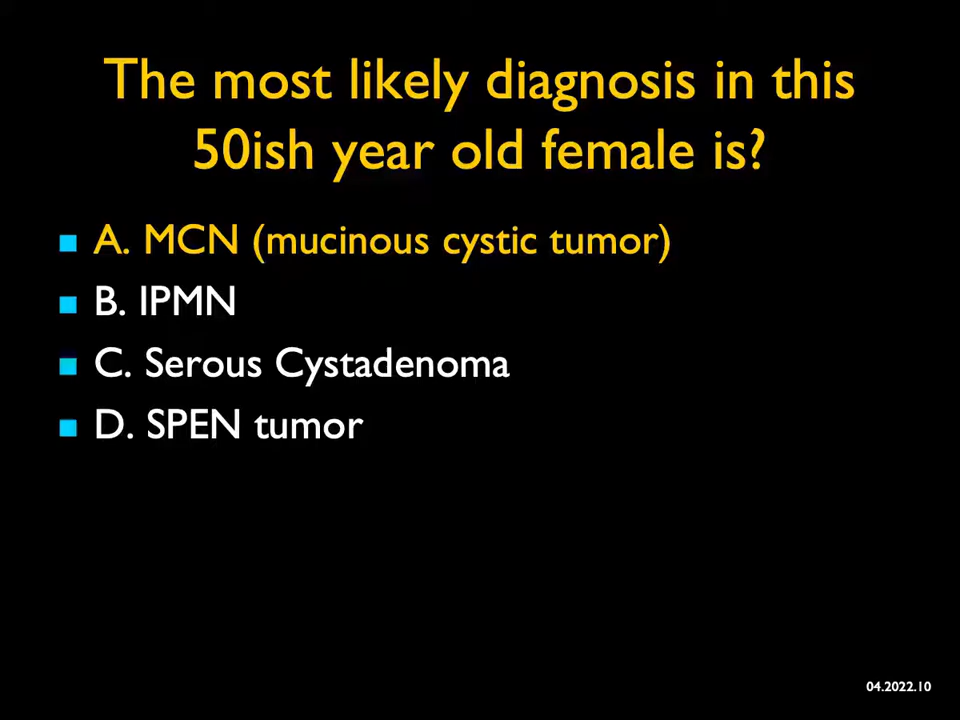 The most likely diagnosis in this
50ish year old female is?
A. MCN (mucinous cystic tumor)
B. IPMN
C. Serous Cystadenoma
D. SPEN tumor
04.2022.10